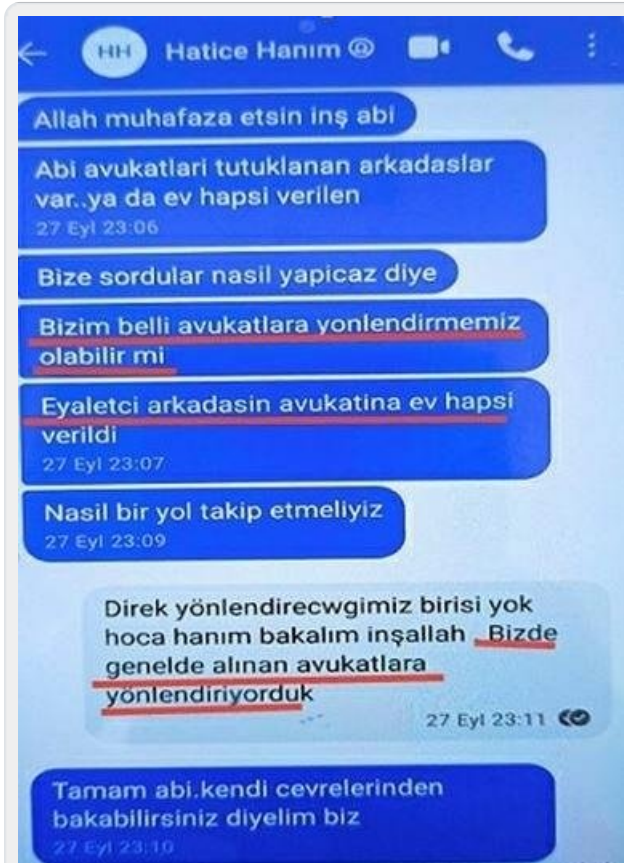 HH Hatice Hanım
Allah muhafaza etsin inş abi
Abi avukatlari tutuklanan arkadaslar
var..ya da ev hapsi verilen
27 Eyl 23:06
Bize sordular nasil yapicaz diye
Bizim belli avukatlara yonlendirmemiz
olabilir mi
Eyaletci arkadasin avukatina ev hapsi
verildi
27 Eyl 23:07
Nasil bir yol takip etmeliyiz
27 Eyl 23:09
Direk yönlendirecwgimiz birisi yok
hoca hanım bakalım inşallah . Bizde
genelde alınan avukatlara
yönlendiriyorduk
27 Eyl 23:11
Tamam abi.kendi cevrelerinden
bakabilirsiniz diyelim biz
27 Eyl 23:10